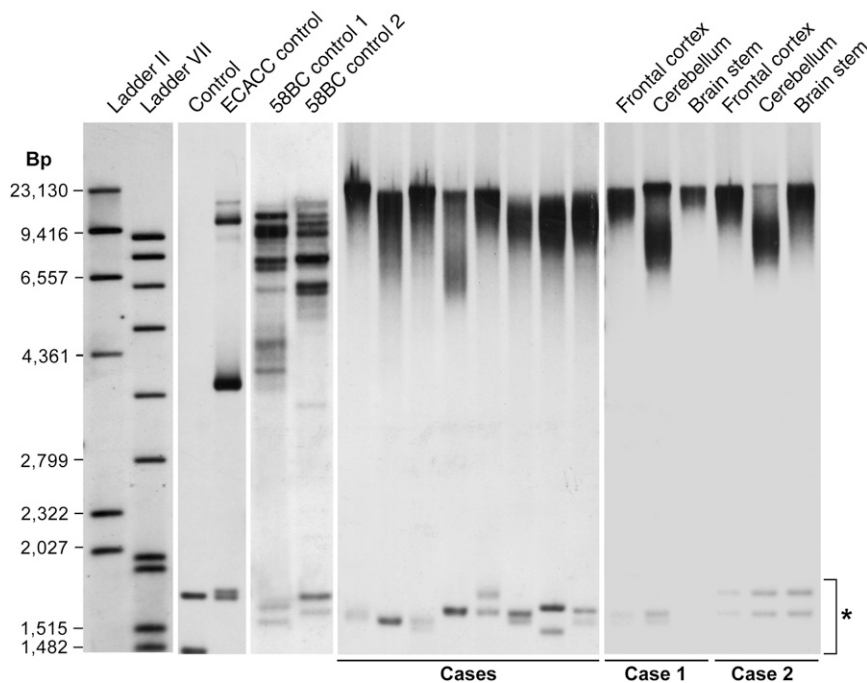 Ladder II
Ladder VII
Control
ECACC control
58BC control 1
58BC control 2
Frontal cortex
Cerebellum
Brain stem
Frontal cortex
Cerebellum
Brain stem
Bp
23,130
9,416
6,557
4,361
2,799
2,322
2,027
1,515
1,482
*
Cases
Case 1
Case 2